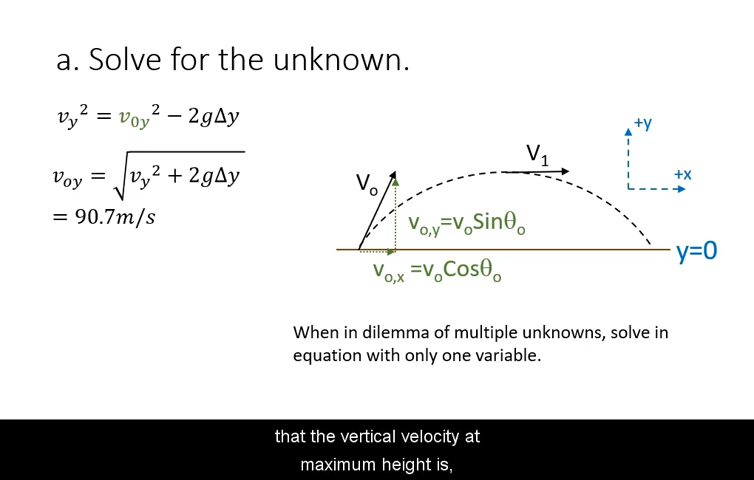 a. Solve for the unknown.
v_y² = v_0y² − 2gΔy
v_oy = √(v_y² + 2gΔy)
= 90.7m/s
+y
V₁
+x
V_o
v_o,y=v_oSinθ_o
y=0
v_o,x =v_oCosθ_o
When in dilemma of multiple unknowns, solve in
equation with only one variable.
that the vertical velocity at
maximum height is,